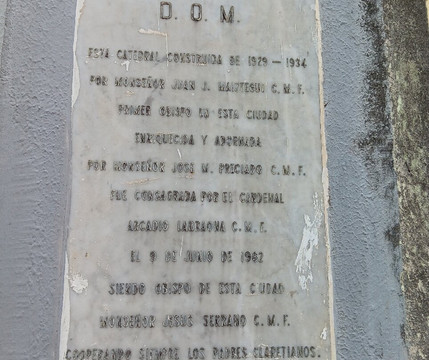 D. O. M.
ESTA CATEDRAL CONSTRUIDA DE 1929 - 1934
POR MONSEÑOR JUAN J. MAIZTEGUI C. M. F.
PRIMER OBISPO EN ESTA CIUDAD
ENRIQUECIDA Y ADORNADA
POR MONSEÑOR JOSE M. PRECIADO C. M. F.
FUE CONSAGRADA POR EL CARDENAL
ARCADIO LARRAONA C. M. F.
EL 9 DE JUNIO DE 1962
SIENDO OBISPO DE ESTA CIUDAD
MONSEÑOR JESUS SERRANO C. M. F.
COOPERANDO SIEMPRE LOS PADRES CLARETIANOS.